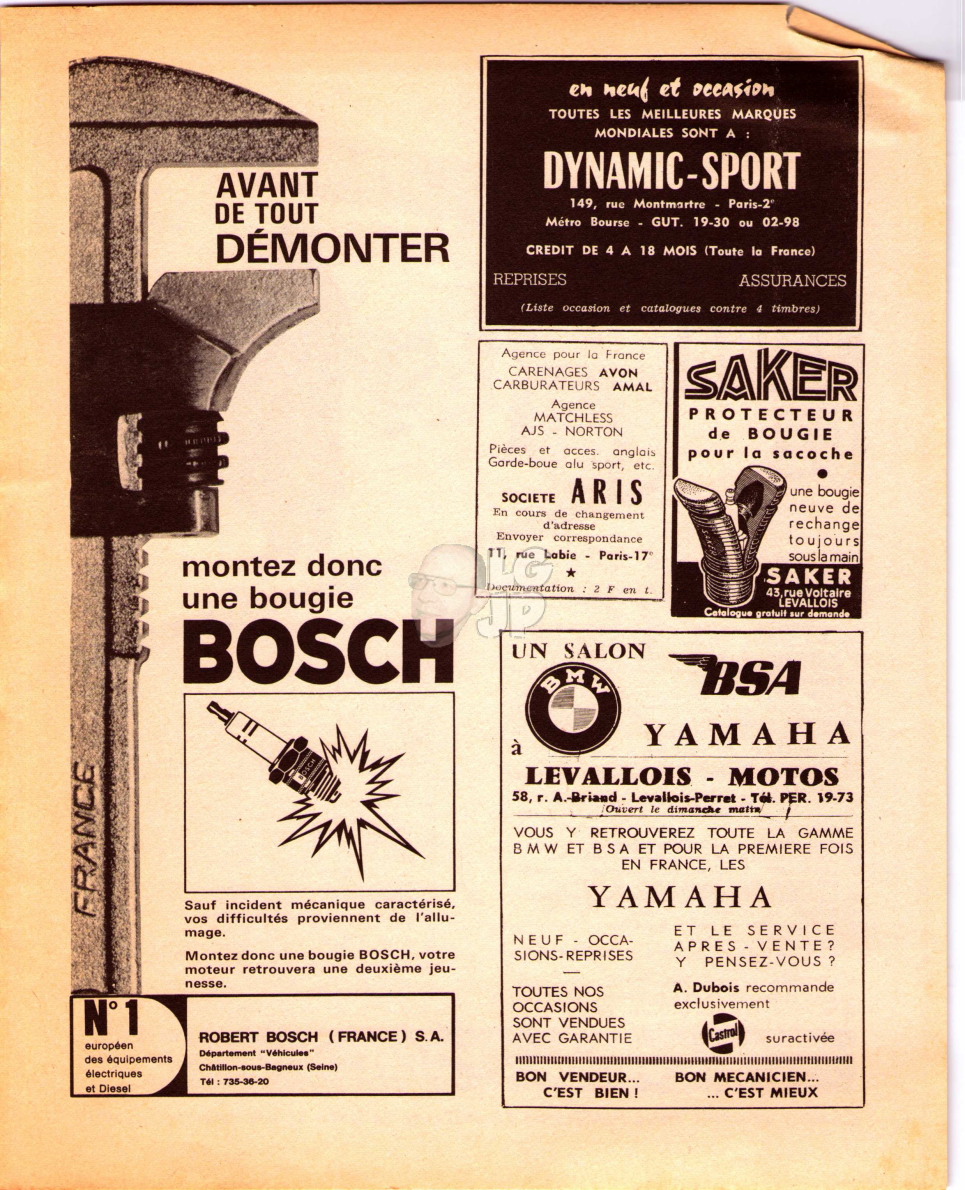 AVANT
DE TOUT
DÉMONTER
montez donc
une bougie
BOSCH
BOSCH
FRANCE
Sauf incident mécanique caractérisé,
vos difficultés proviennent de l'allu-
mage.
Montez donc une bougie BOSCH, votre
moteur retrouvera une deuxième jeu-
nesse.
N° 1
européen
des équipements
électriques
et Diesel
ROBERT BOSCH (FRANCE) S.A.
Département "Véhicules"
Châtillon-sous-Bagneux (Seine)
Tél : 735-36-20
en neuf et occasion
TOUTES LES MEILLEURES MARQUES
MONDIALES SONT A :
DYNAMIC-SPORT
149, rue Montmartre - Paris-2e
Métro Bourse - GUT. 19-30 ou 02-98
CREDIT DE 4 A 18 MOIS (Toute la France)
REPRISES ASSURANCES
(Liste occasion et catalogues contre 4 timbres)
Agence pour la France
CARENAGES AVON
CARBURATEURS AMAL
Agence
MATCHLESS
AJS - NORTON
Pièces et acces. anglais
Garde-boue alu sport, etc.
SOCIETE ARIS
En cours de changement
d'adresse
Envoyer correspondance
11, rue Labie - Paris-17e
Documentation : 2 F en t.
LG
JP
SAKER
PROTECTEUR
de BOUGIE
pour la sacoche
une bougie
neuve de
rechange
toujours
sous la main
SAKER
43, rue Voltaire
LEVALLOIS
Catalogue gratuit sur demande
UN SALON
BMW
BSA
à
YAMAHA
LEVALLOIS - MOTOS
58, r. A.-Briand - Levallois-Perret - Tél. PER. 19-73
Ouvert le dimanche matin
VOUS Y RETROUVEREZ TOUTE LA GAMME
BMW ET BSA ET POUR LA PREMIERE FOIS
EN FRANCE, LES
YAMAHA
NEUF - OCCA-
SIONS-REPRISES
TOUTES NOS
OCCASIONS
SONT VENDUES
AVEC GARANTIE
ET LE SERVICE
APRES - VENTE ?
Y PENSEZ-VOUS ?
A. Dubois recommande
exclusivement
Castrol
suractivée
BON VENDEUR...
C'EST BIEN !
BON MECANICIEN...
... C'EST MIEUX